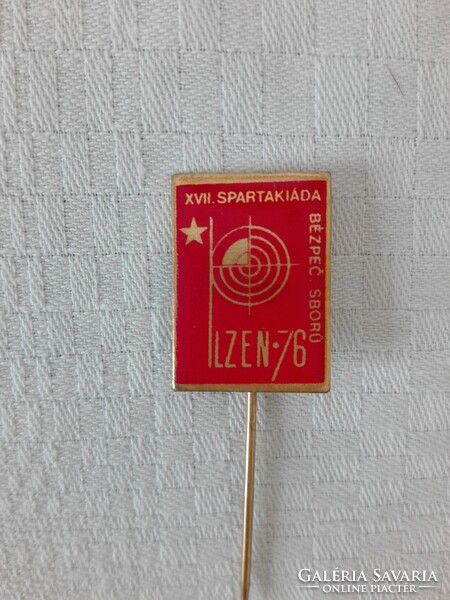 XVII. SPARTAKIÁDA
BEZPEČ SBORŮ
PLZEN·76
GALÉRIA SAVARIA
ONLINE PIACTÉR